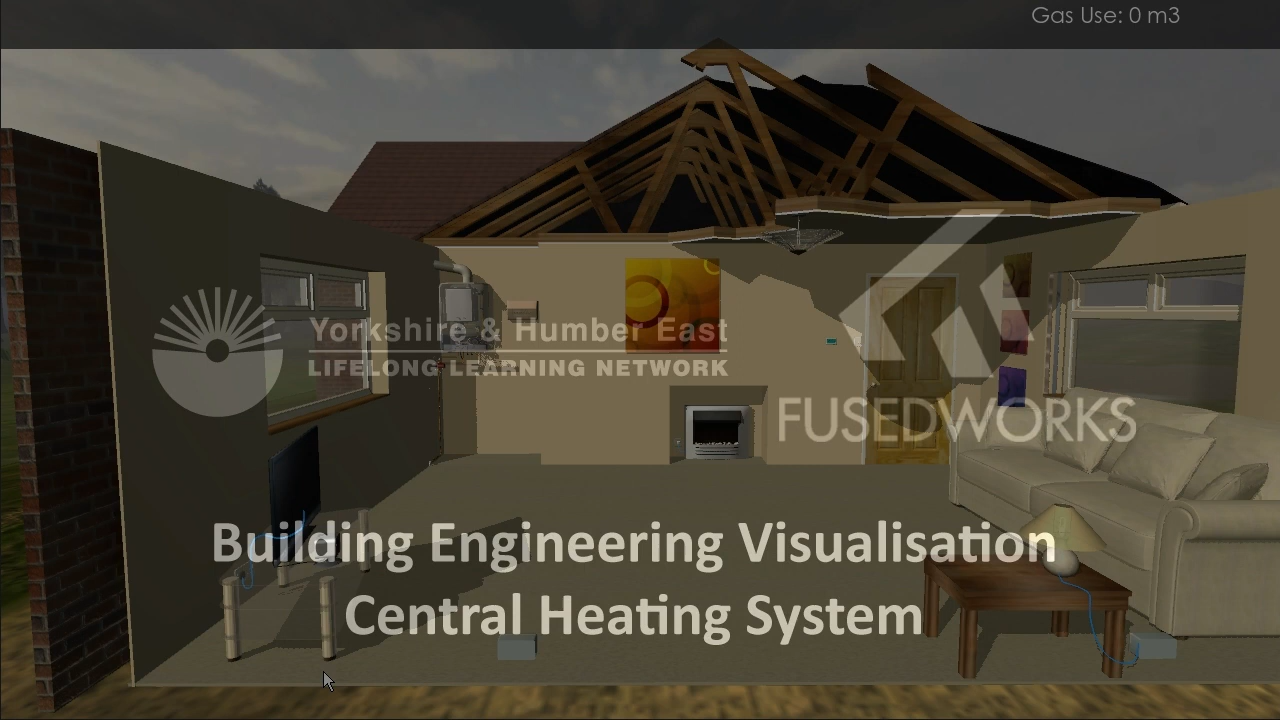 Gas Use: 0 m3
Yorkshire & Humber East
LIFELONG LEARNING NETWORK
FUSEDWORKS
Building Engineering Visualisation
Central Heating System